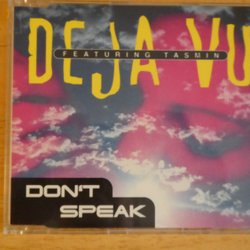 DEJA VU
FEATURING TASMIN
DON'T
SPEAK